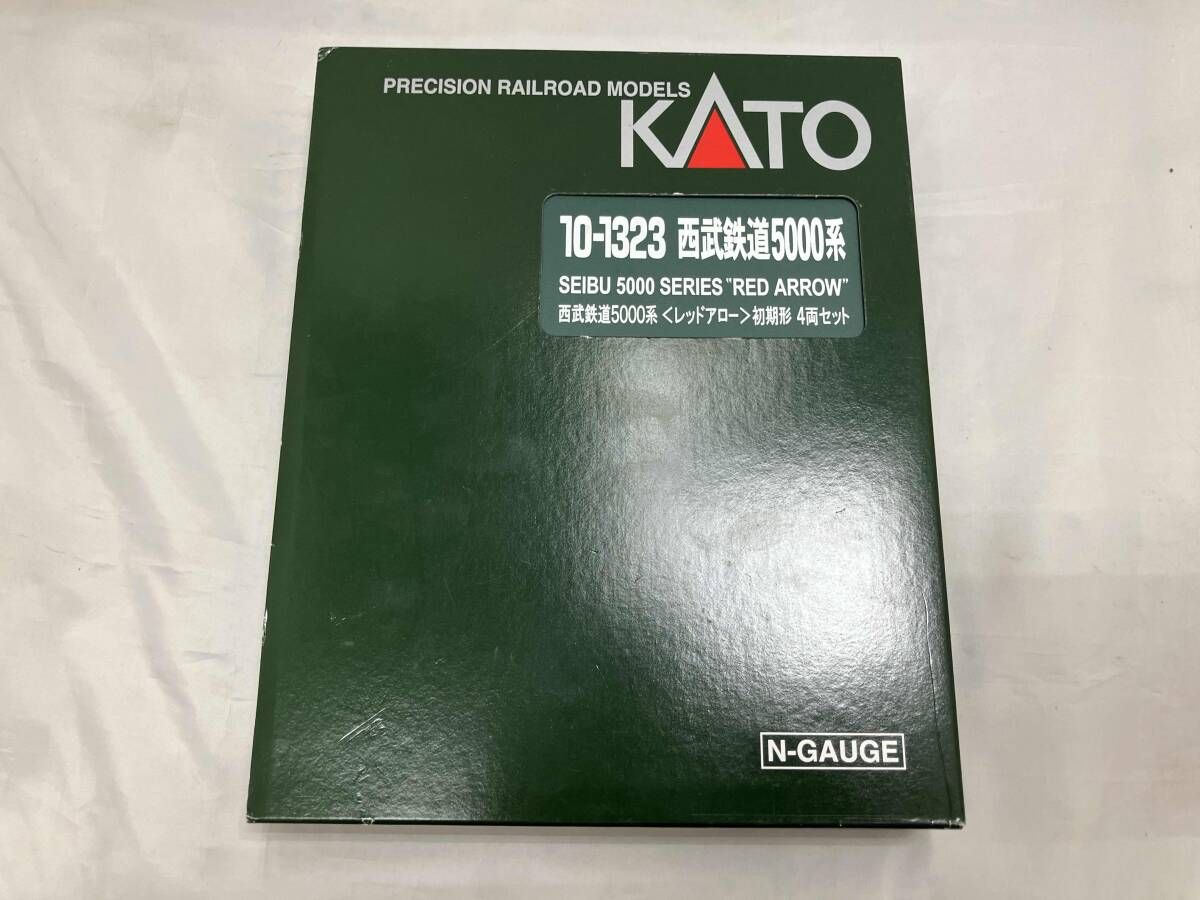 PRECISION RAILROAD MODELS
KATO
10-1323 西武鉄道5000系
SEIBU 5000 SERIES "RED ARROW"
西武鉄道5000系<レッドアロー>初期形 4両セット
N-GAUGE